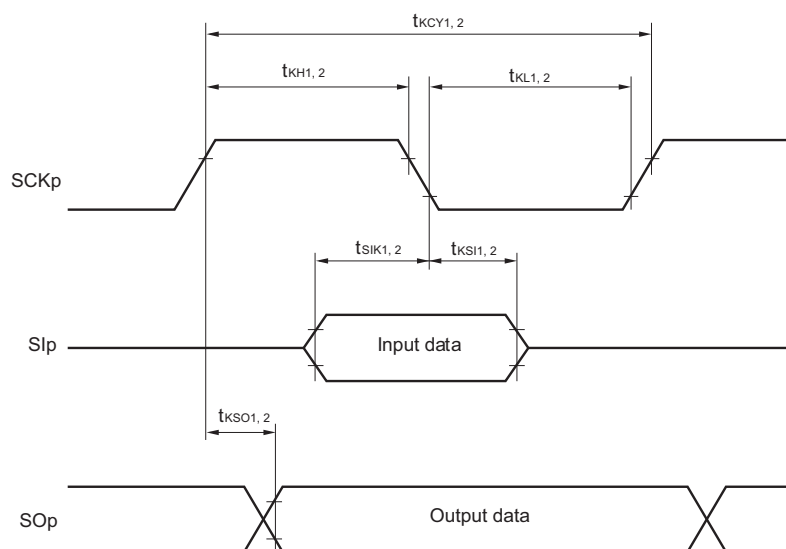 tKCY1, 2
tKH1, 2
tKL1, 2
SCKp
tSIK1, 2
tKSI1, 2
SIp
Input data
tKSO1, 2
SOp
Output data